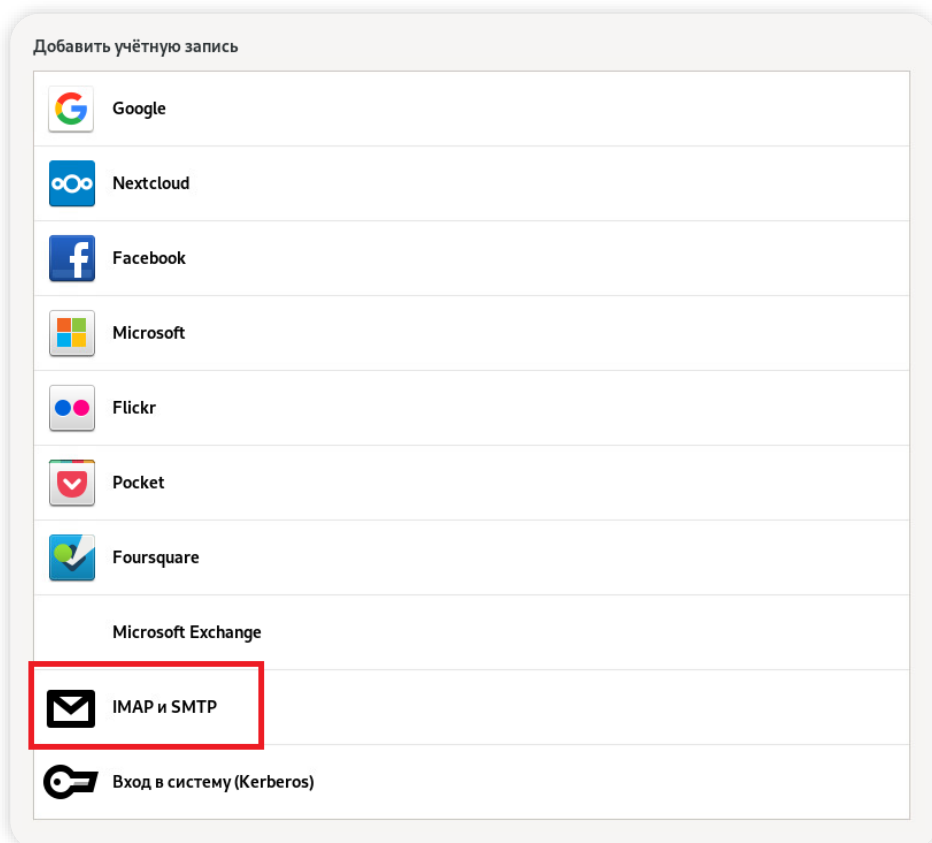 Добавить учётную запись
Google
Nextcloud
Facebook
Microsoft
Flickr
Pocket
Foursquare
Microsoft Exchange
IMAP и SMTP
Вход в систему (Kerberos)